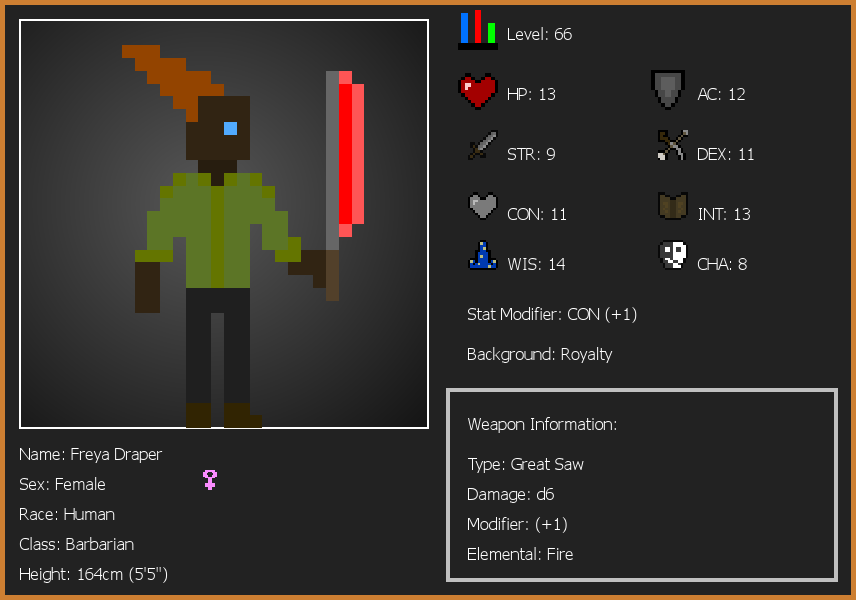 Level: 66
HP: 13
AC: 12
STR: 9
DEX: 11
CON: 11
INT: 13
WIS: 14
CHA: 8
Stat Modifier: CON (+1)
Background: Royalty
Weapon Information:
Type: Great Saw
Damage: d6
Modifier: (+1)
Elemental: Fire
Name: Freya Draper
Sex: Female
Race: Human
Class: Barbarian
Height: 164cm (5'5")